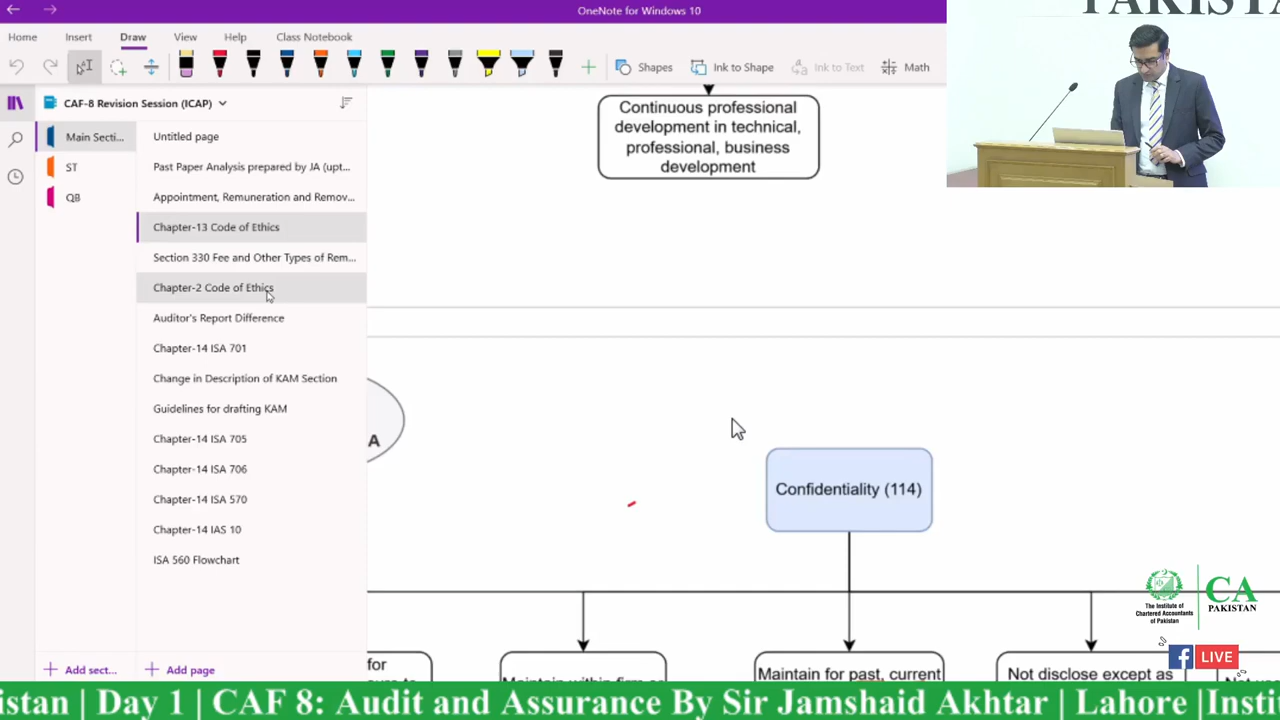 OneNote for Windows 10
PAKISTAN
Home Insert Draw View Help Class Notebook
Shapes Ink to Shape Ink to Text Math
CAF-8 Revision Session (ICAP)
Main Secti...
ST
QB
Untitled page
Past Paper Analysis prepared by JA (upt...
Appointment, Remuneration and Remov...
Chapter-13 Code of Ethics
Section 330 Fee and Other Types of Rem...
Chapter-2 Code of Ethics
Auditor's Report Difference
Chapter-14 ISA 701
Change in Description of KAM Section
Guidelines for drafting KAM
Chapter-14 ISA 705
Chapter-14 ISA 706
Chapter-14 ISA 570
Chapter-14 IAS 10
ISA 560 Flowchart
Add sect...
Add page
Continuous professional
development in technical,
professional, business
development
A
Confidentiality (114)
for
Maintain within firm
Maintain for past, current
Not disclose except as
The Institute of
Chartered Accountants
of Pakistan
CA
PAKISTAN
LIVE
istan | Day 1 | CAF 8: Audit and Assurance By Sir Jamshaid Akhtar | Lahore |Insti